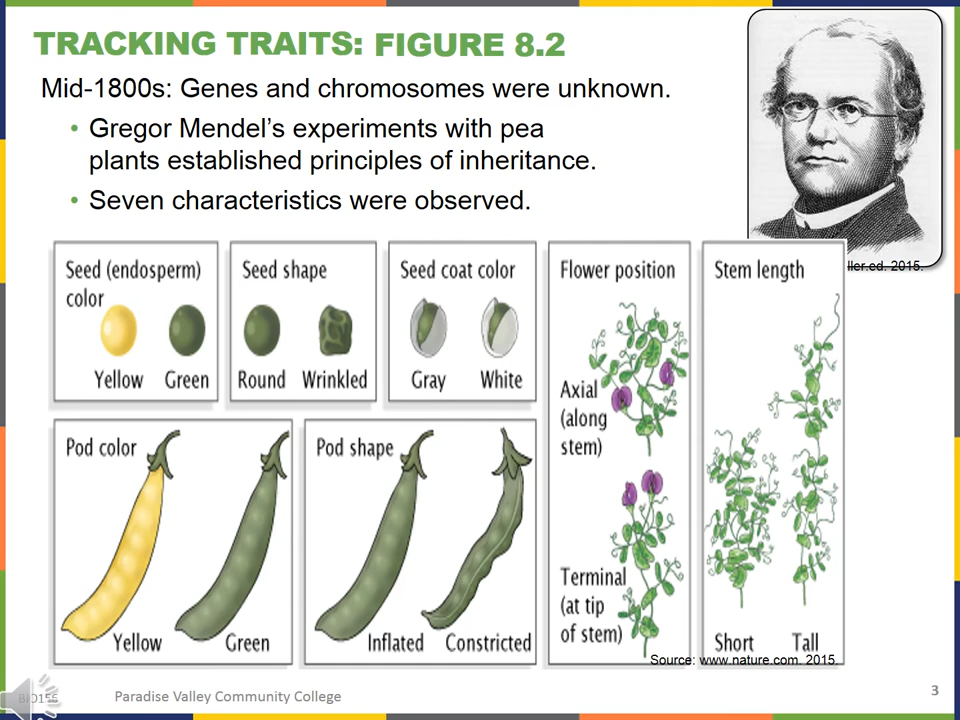 TRACKING TRAITS: FIGURE 8.2
Mid-1800s: Genes and chromosomes were unknown.
• Gregor Mendel's experiments with pea
plants established principles of inheritance.
• Seven characteristics were observed.
ller.ed. 2015.
Seed (endosperm)
color
Yellow Green
Seed shape
Round Wrinkled
Seed coat color
Gray White
Flower position
Axial
(along
stem)
Terminal
(at tip
of stem)
Stem length
Short Tall
Pod color
Yellow Green
Pod shape
Inflated Constricted
Source: www.nature.com. 2015.
Paradise Valley Community College
3